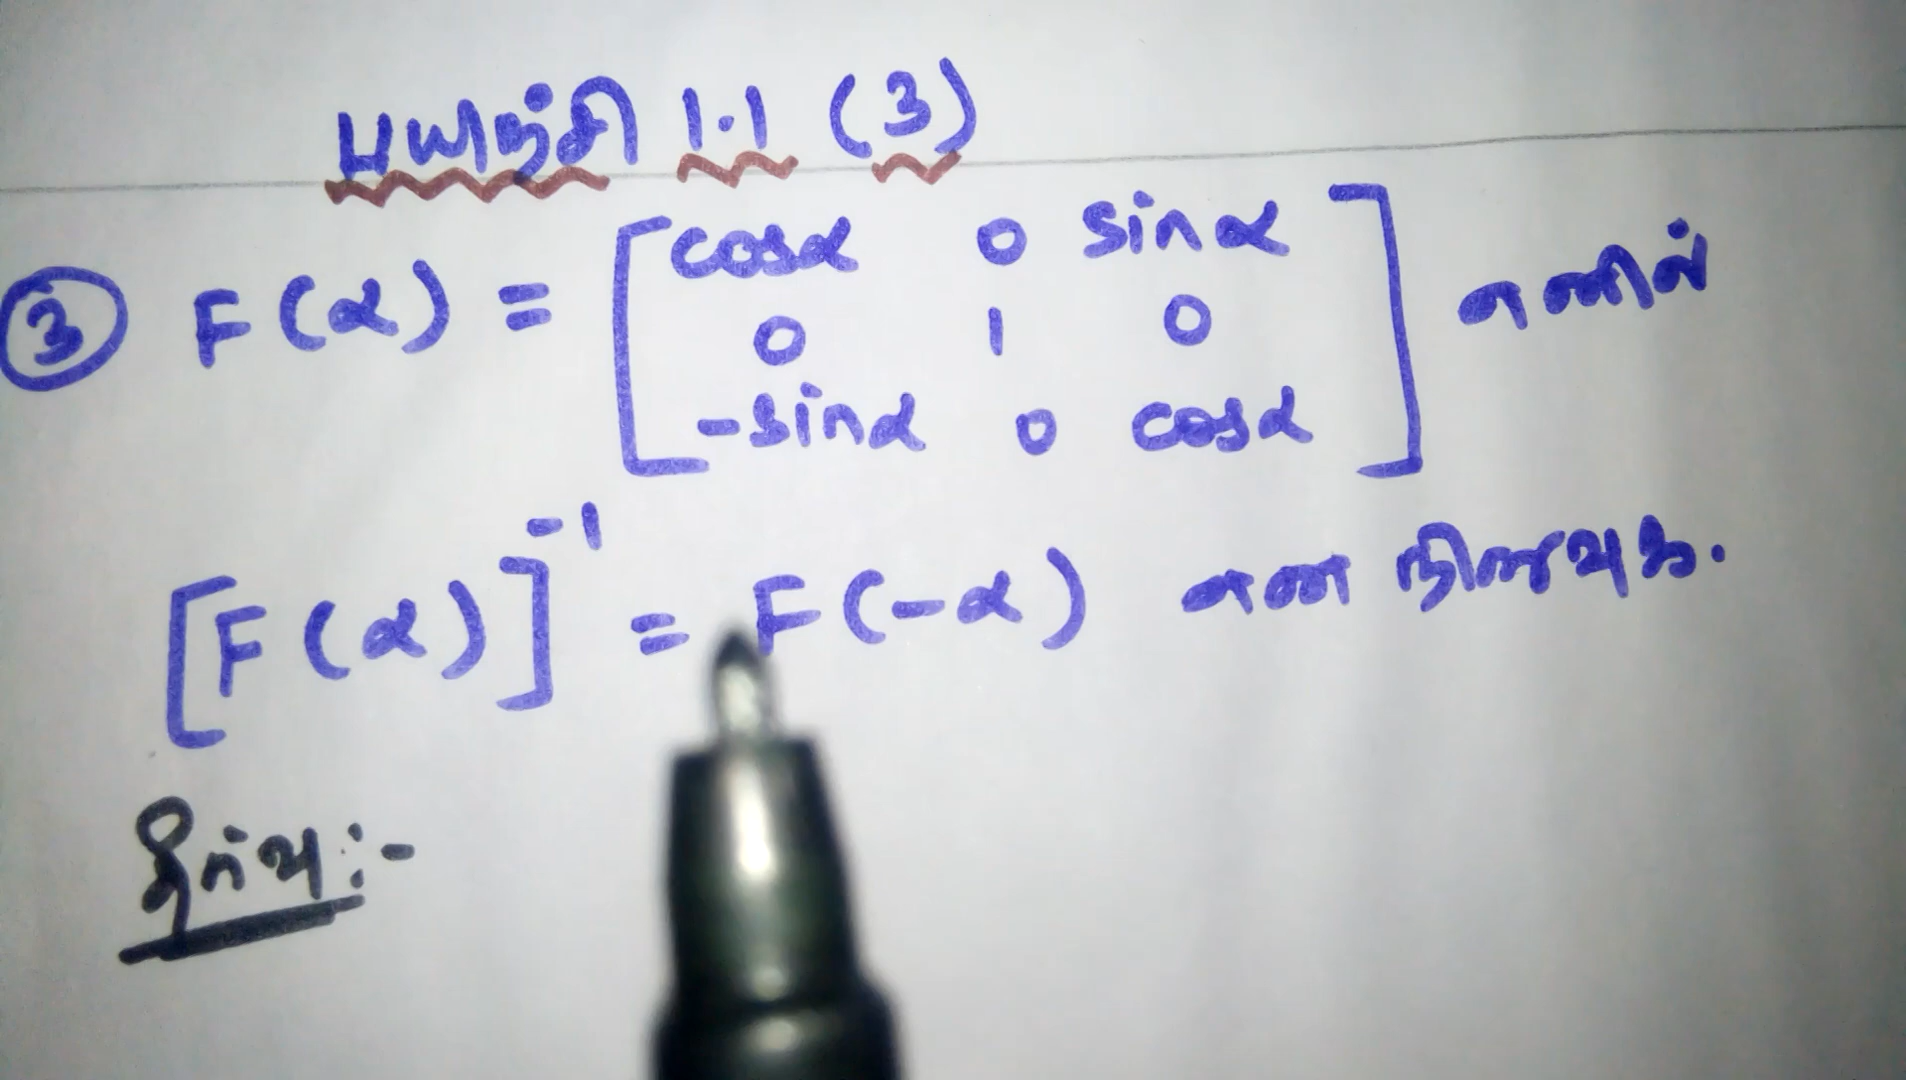 பயிற்சி 1.1 (3)
③ F(α) = [cosα 0 sinα
0 1 0
-sinα 0 cosα] எனில்
[F(α)]⁻¹ = F(-α) என நிறுவுக.
தீர்வு:-